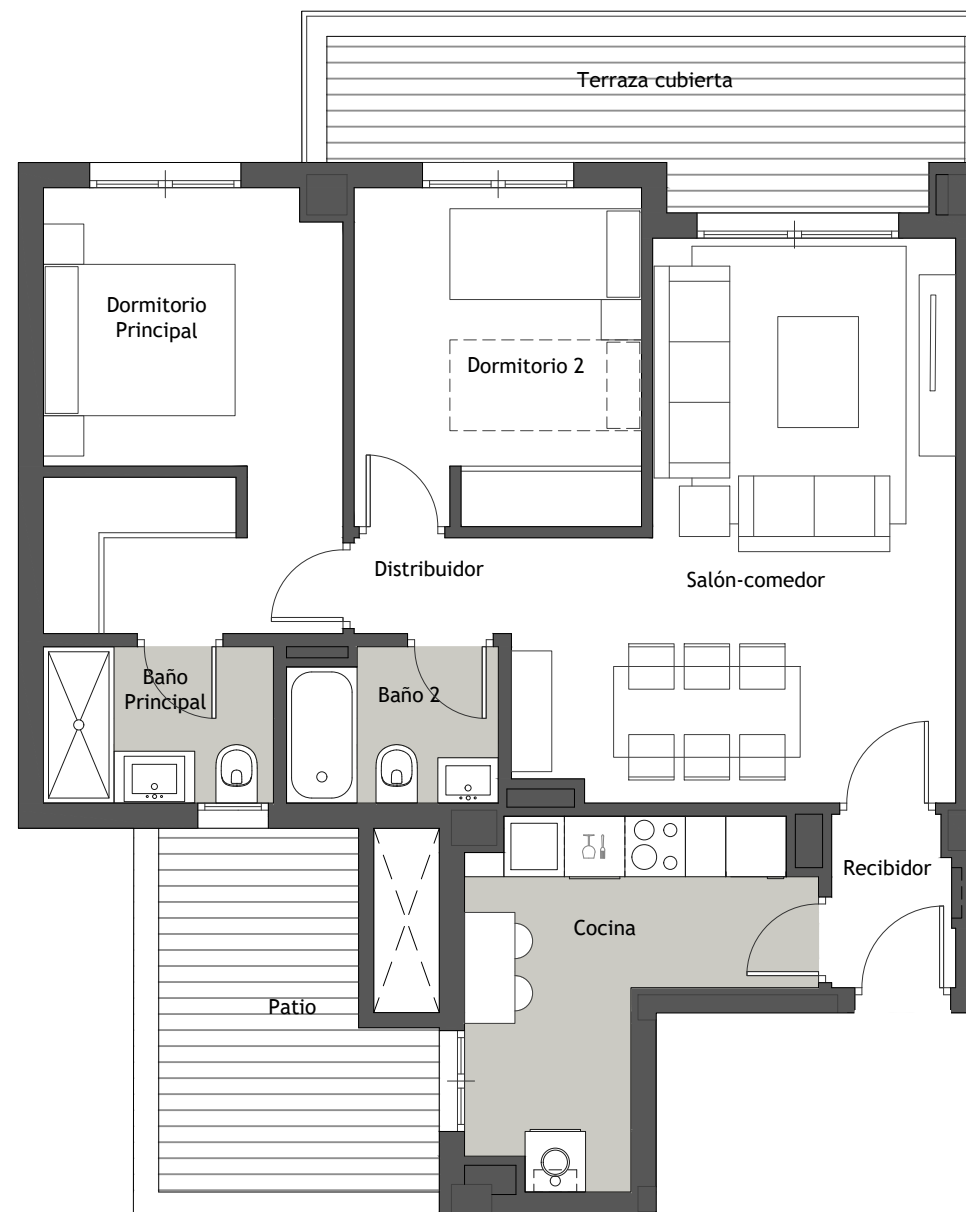 Terraza cubierta
Dormitorio
Principal
Dormitorio 2
Distribuidor
Salón-comedor
Baño
Principal
Baño 2
Recibidor
Cocina
Patio